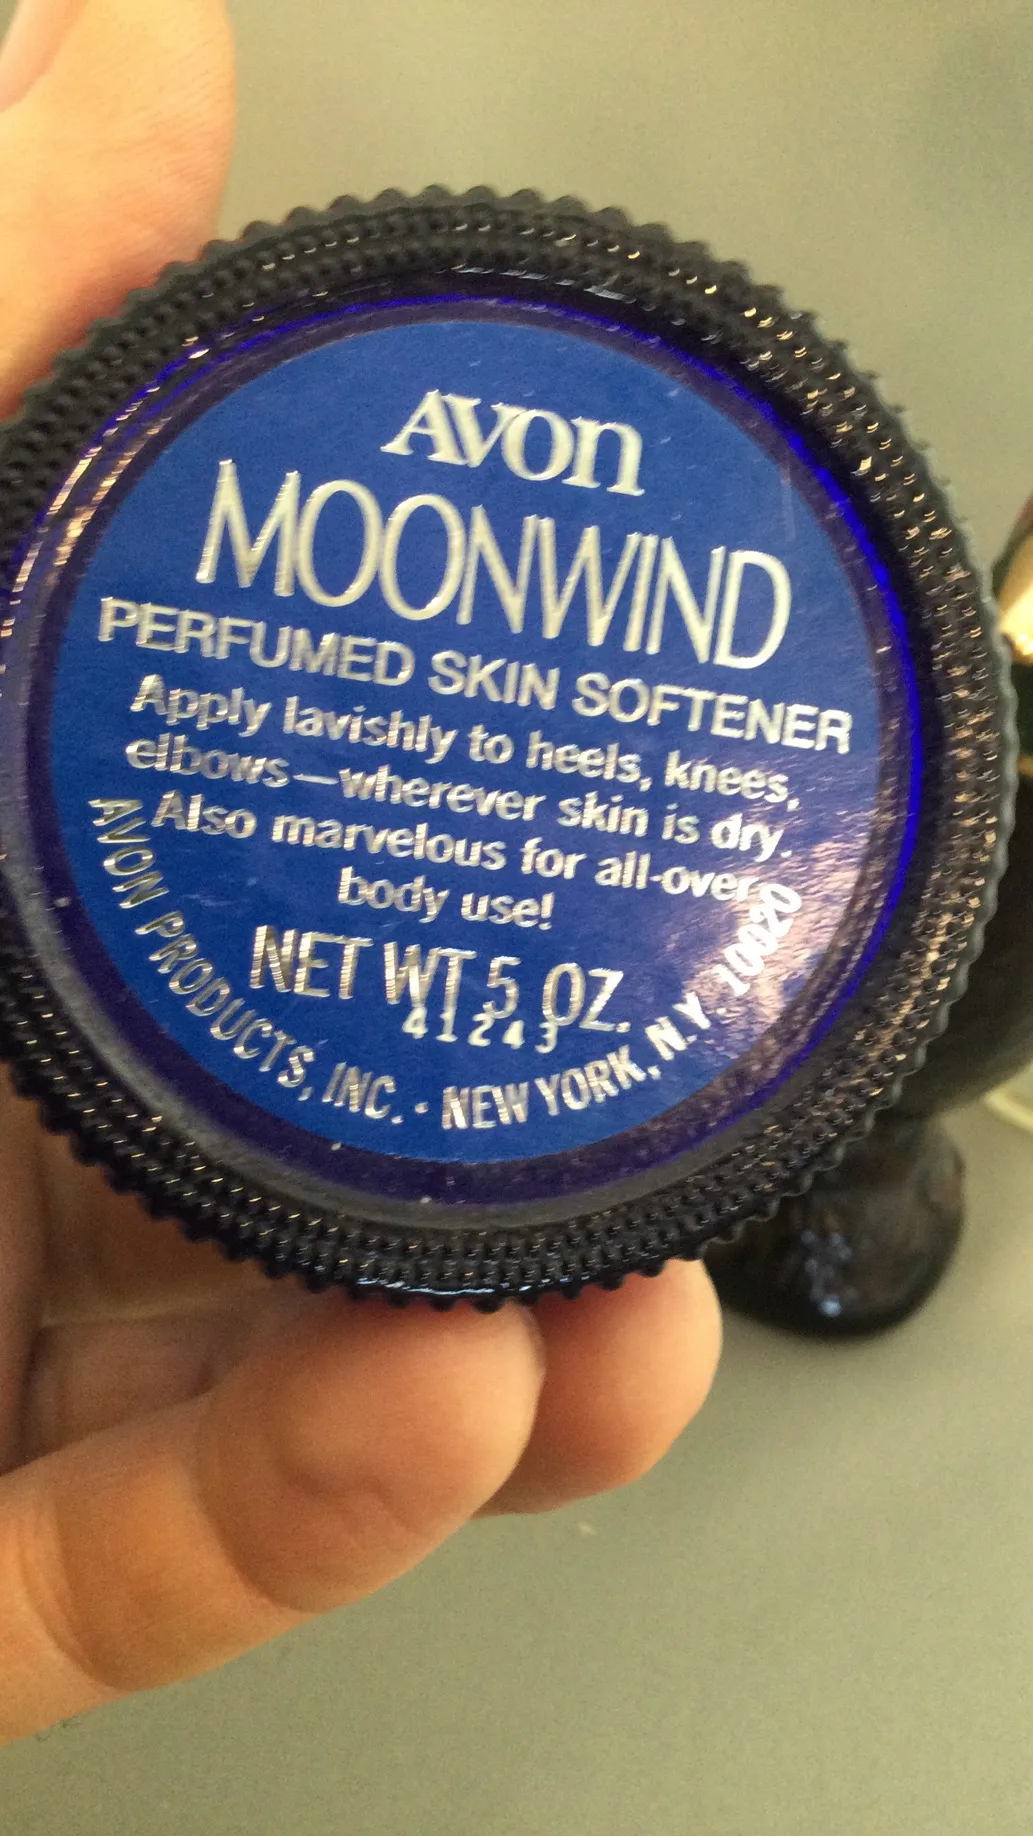 AVON
MOONWIND
PERFUMED SKIN SOFTENER
Apply lavishly to heels, knees,
elbows—wherever skin is dry.
Also marvelous for all-over
body use!
NET WT. 5 OZ.
41243
AVON PRODUCTS, INC. · NEW YORK, N.Y. 10020